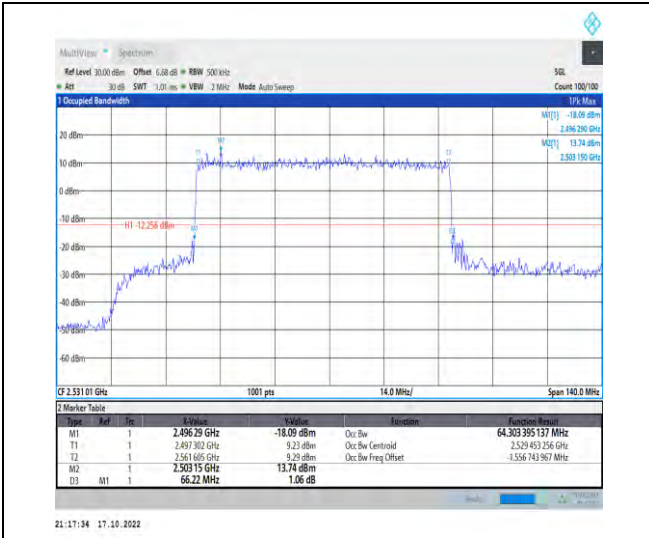 MultiView Spectrum
Ref Level 30.00 dBm Offset 6.68 dB RBW 500 kHz SGL
Att 30 dB SWT 1.01 ms VBW 2 MHz Mode Auto Sweep Count 100/100
1 Occupied Bandwidth 1Pk Max
M1[1] -18.09 dBm
2.496 290 GHz
M2[1] 13.74 dBm
2.503 150 GHz
20 dBm
T1 M2 T2
10 dBm
0 dBm
-10 dBm
H1 -12.256 dBm
-20 dBm
-30 dBm
-40 dBm
-50 dBm
-60 dBm
CF 2.531 01 GHz 1001 pts 14.0 MHz/ Span 140.0 MHz
2 Marker Table
Type Ref Trc X-Value Y-Value Function Function Result
M1 1 2.496 29 GHz -18.09 dBm Occ Bw 64.303 395 137 MHz
T1 1 2.497 302 GHz 9.23 dBm Occ Bw Centroid 2.529 453 256 GHz
T2 1 2.561 605 GHz 9.29 dBm Occ Bw Freq Offset -1.556 743 967 MHz
M2 1 2.503 15 GHz 13.74 dBm
D3 M1 1 66.22 MHz 1.06 dB
21:17:34 17.10.2022